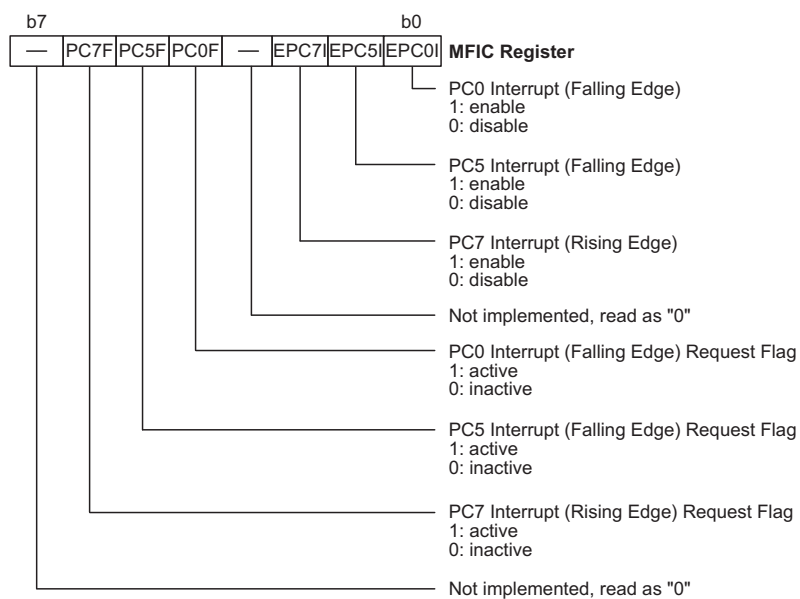 b7 b0
— PC7F PC5F PC0F — EPC7I EPC5I EPC0I MFIC Register
PC0 Interrupt (Falling Edge)
1: enable
0: disable
PC5 Interrupt (Falling Edge)
1: enable
0: disable
PC7 Interrupt (Rising Edge)
1: enable
0: disable
Not implemented, read as "0"
PC0 Interrupt (Falling Edge) Request Flag
1: active
0: inactive
PC5 Interrupt (Falling Edge) Request Flag
1: active
0: inactive
PC7 Interrupt (Rising Edge) Request Flag
1: active
0: inactive
Not implemented, read as "0"